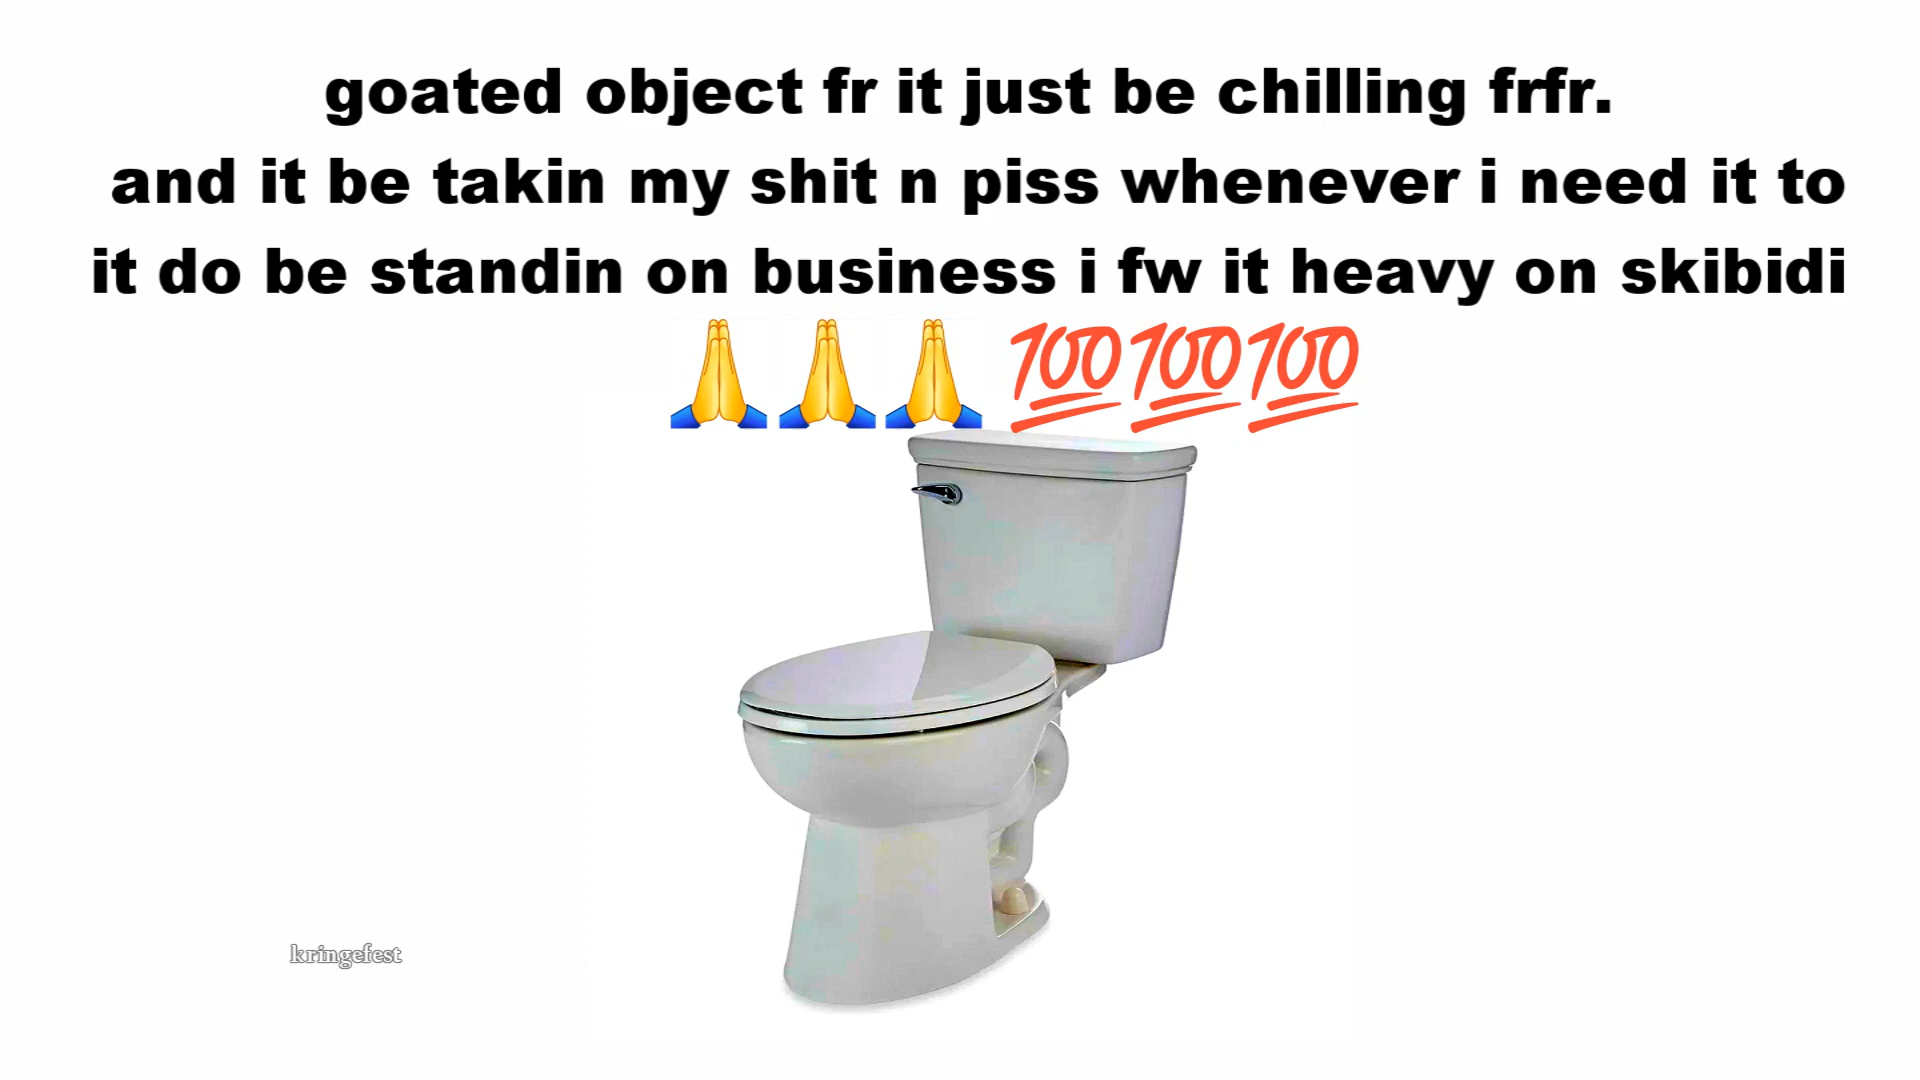 goated object fr it just be chilling frfr.
and it be takin my shit n piss whenever i need it to
it do be standin on business i fw it heavy on skibidi
🙏🙏🙏 💯💯💯
kringefest